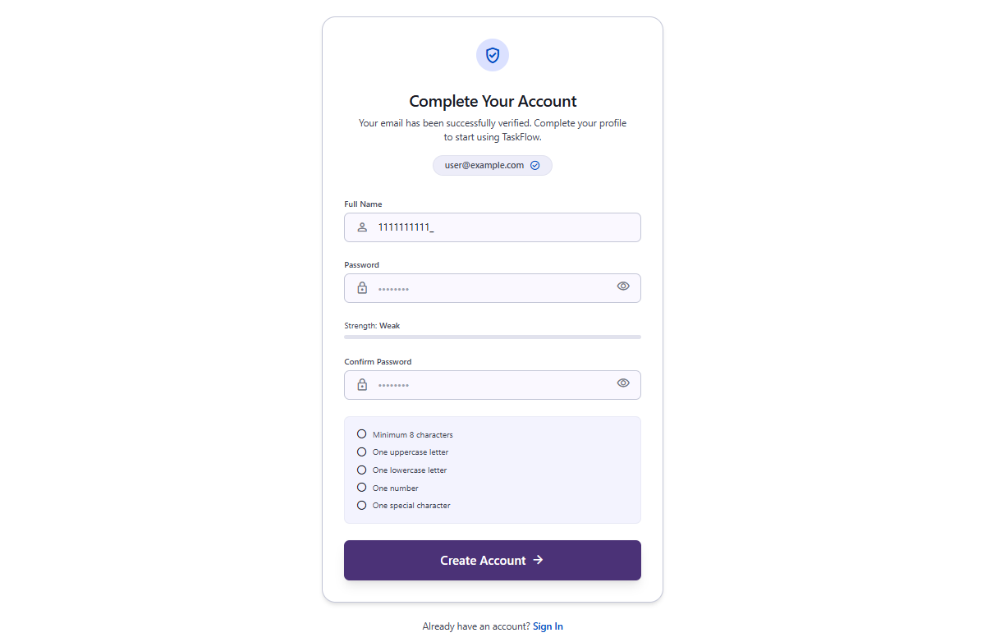 Complete Your Account
Your email has been successfully verified. Complete your profile
to start using TaskFlow.
user@example.com
Full Name
1111111111_
Password
••••••••
Strength: Weak
Confirm Password
••••••••
Minimum 8 characters
One uppercase letter
One lowercase letter
One number
One special character
Create Account →
Already have an account? Sign In